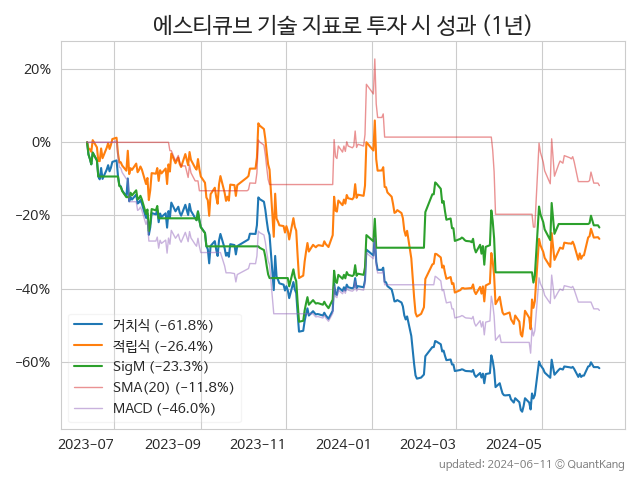 에스티큐브 기술 지표로 투자 시 성과 (1년)
20%
0%
−20%
−40%
−60%
거치식 (−61.8%)
적립식 (−26.4%)
SigM (−23.3%)
SMA(20) (−11.8%)
MACD (−46.0%)
2023−07 2023−09 2023−11 2024−01 2024−03 2024−05
updated: 2024−06−11 © QuantKang